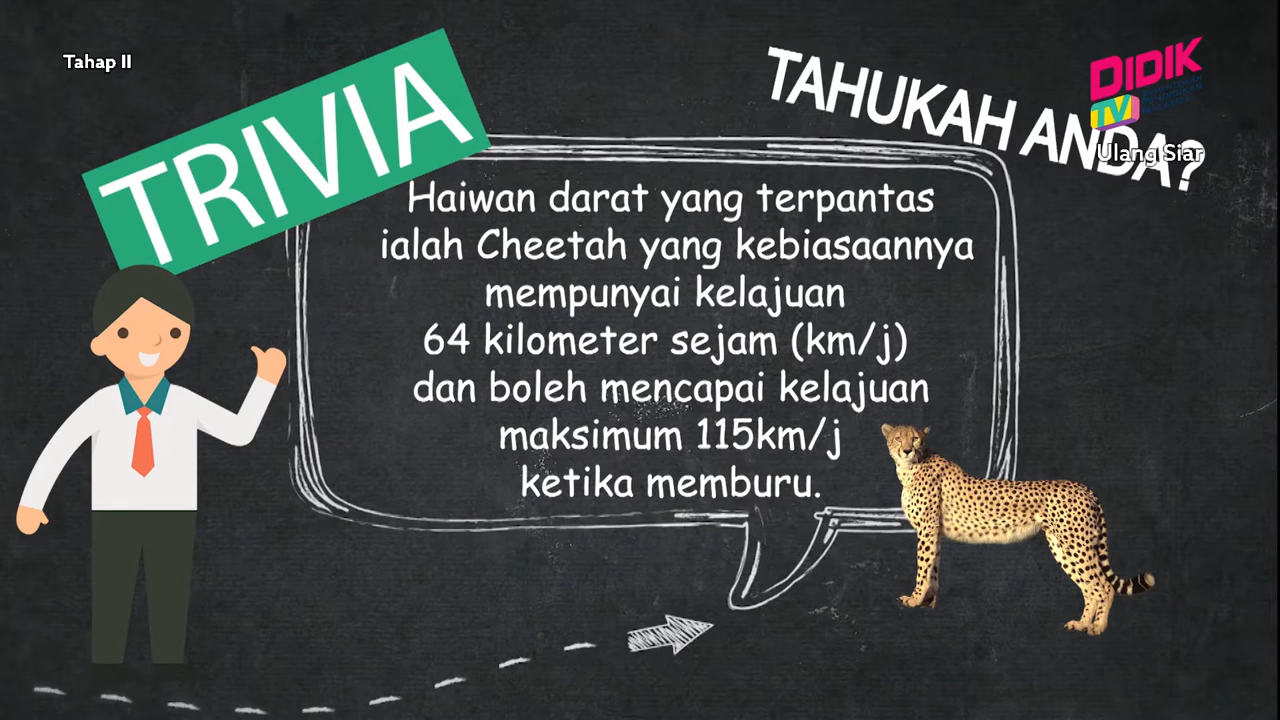 Tahap II
TRIVIA
TAHUKAH ANDA?
DIDIK
TV
Ulang Siar
Haiwan darat yang terpantas
ialah Cheetah yang kebiasaannya
mempunyai kelajuan
64 kilometer sejam (km/j)
dan boleh mencapai kelajuan
maksimum 115km/j
ketika memburu.